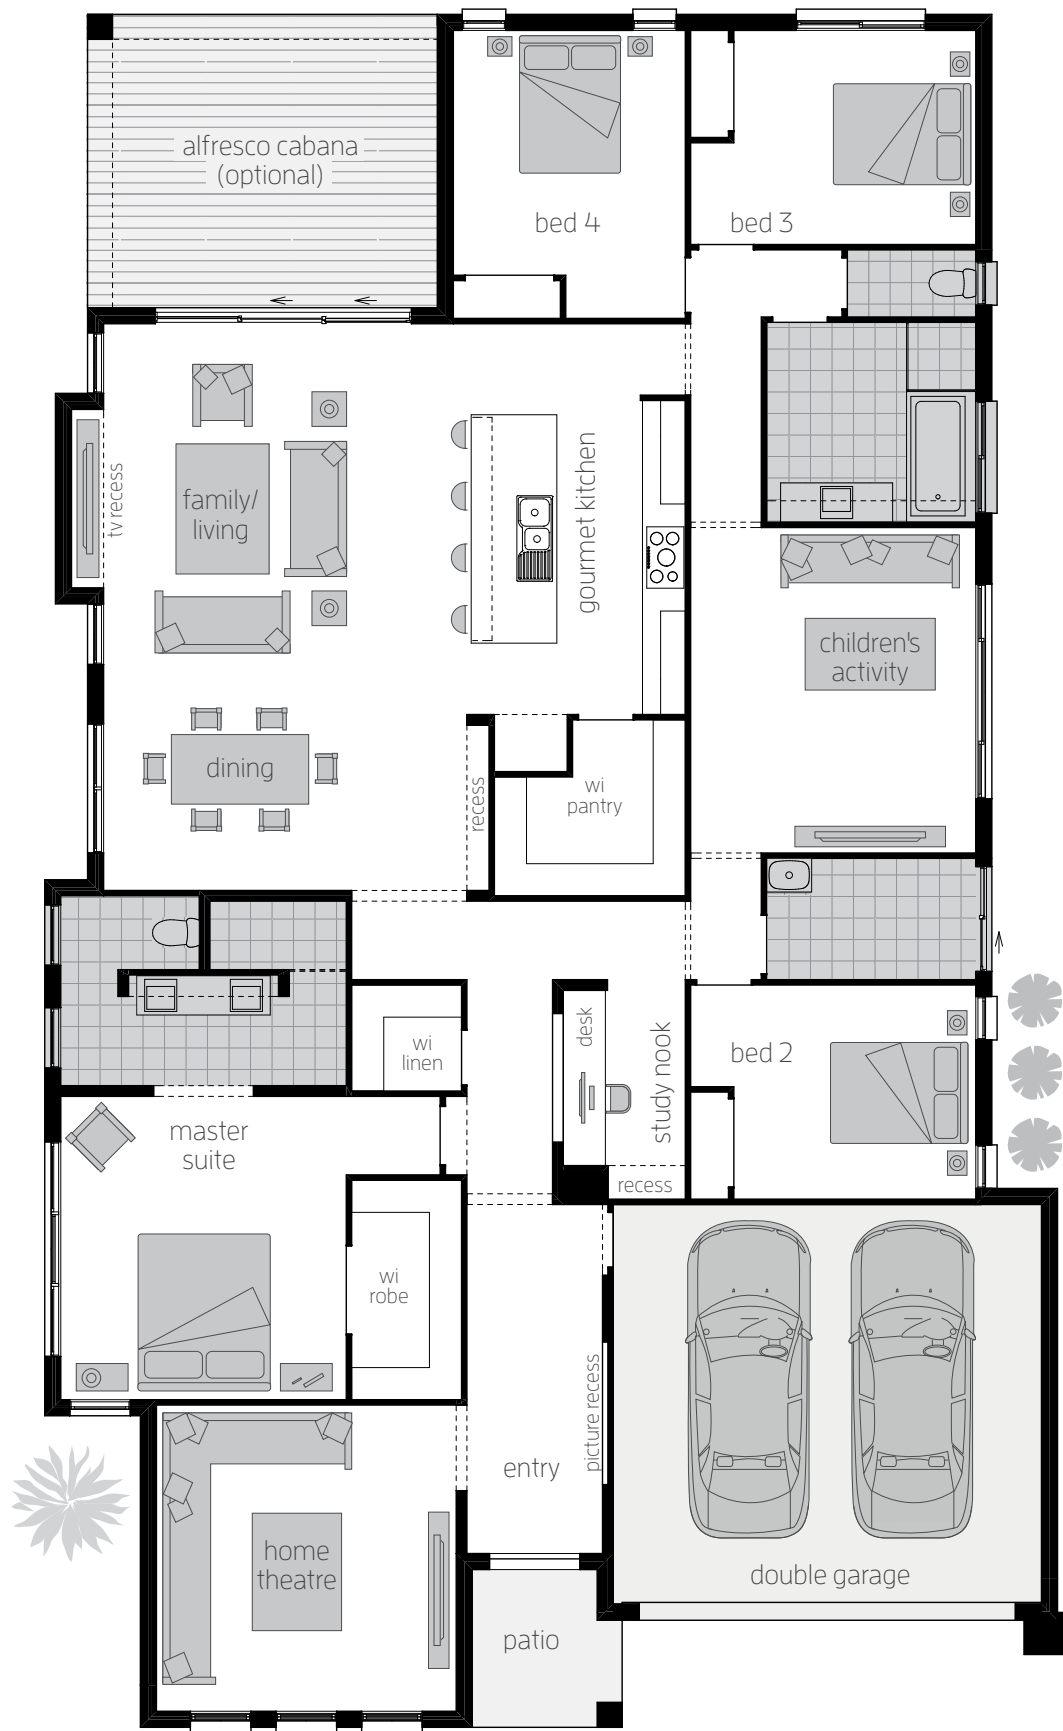 alfresco cabana
(optional)
bed 4
bed 3
tv recess
family/
living
gourmet kitchen
children's
activity
dining
recess
wi
pantry
wi
linen
desk
study nook
bed 2
master
suite
recess
wi
robe
picture recess
entry
home
theatre
double garage
patio